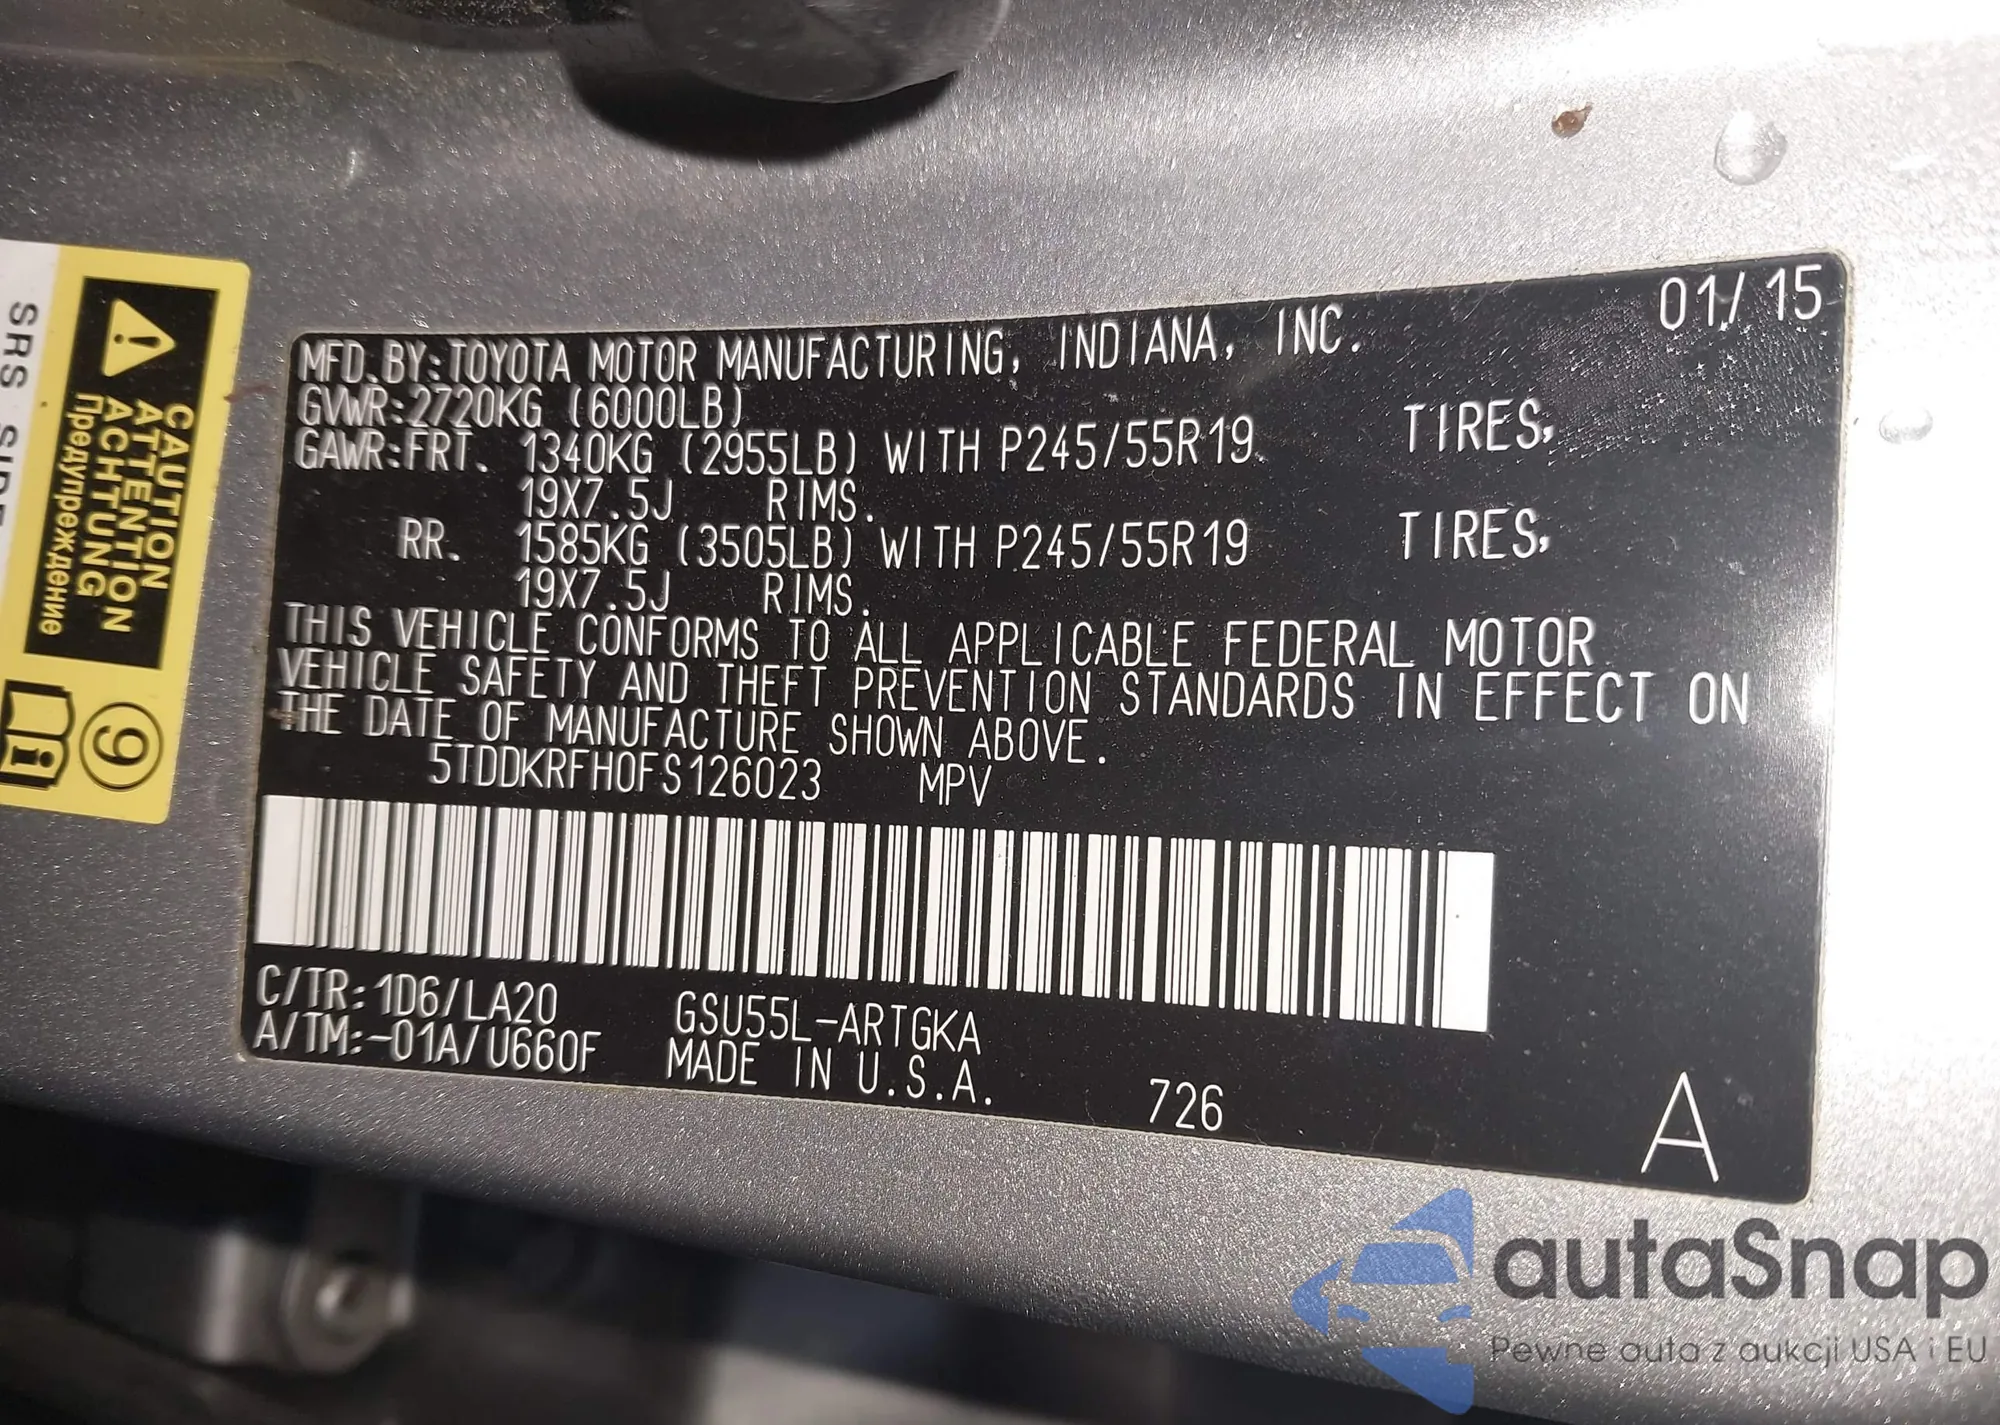 01/15
MFD. BY: TOYOTA MOTOR MANUFACTURING, INDIANA, INC.
GVWR: 2720KG (6000LB)
GAWR: FRT. 1340KG (2955LB) WITH P245/55R19 TIRES,
19X7.5J RIMS.
RR. 1585KG (3505LB) WITH P245/55R19 TIRES,
19X7.5J RIMS.
THIS VEHICLE CONFORMS TO ALL APPLICABLE FEDERAL MOTOR
VEHICLE SAFETY AND THEFT PREVENTION STANDARDS IN EFFECT ON
THE DATE OF MANUFACTURE SHOWN ABOVE.
5TDDKRFH0FS126023 MPV
C/TR: 1D6/LA20 GSU55L-ARTGKA
A/TM: -01A/U660F MADE IN U.S.A.
726
A
CAUTION
ATTENTION
ACHTUNG
Предупреждение
9
SRS
autaSnap
Pewne auta z aukcji USA i EU